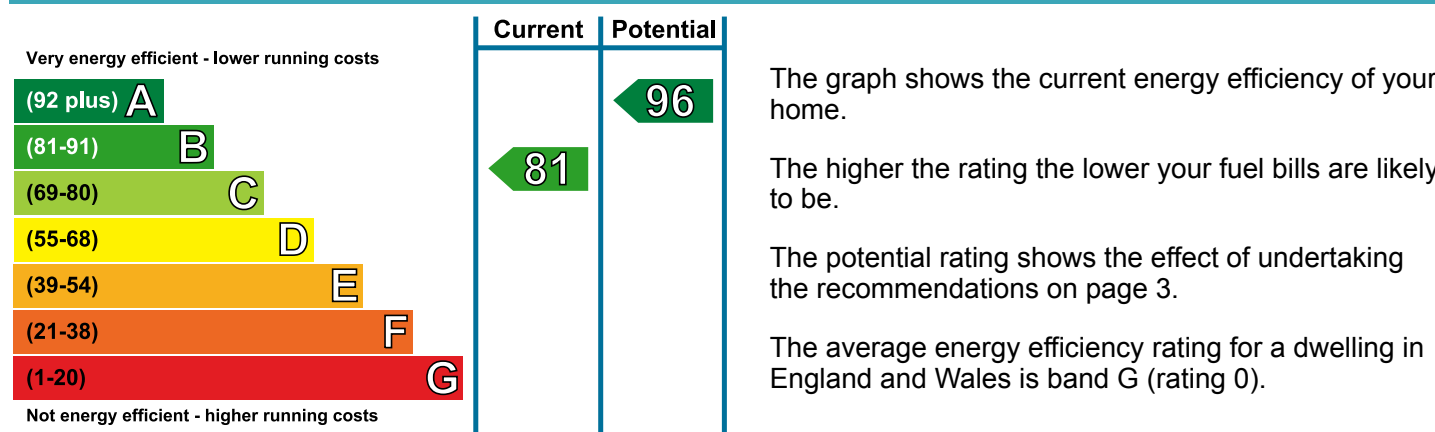 Current Potential
Very energy efficient - lower running costs
(92 plus) A
96
(81-91) B
81
(69-80) C
(55-68) D
(39-54) E
(21-38) F
(1-20) G
Not energy efficient - higher running costs
The graph shows the current energy efficiency of your
home.
The higher the rating the lower your fuel bills are likely
to be.
The potential rating shows the effect of undertaking
the recommendations on page 3.
The average energy efficiency rating for a dwelling in
England and Wales is band G (rating 0).